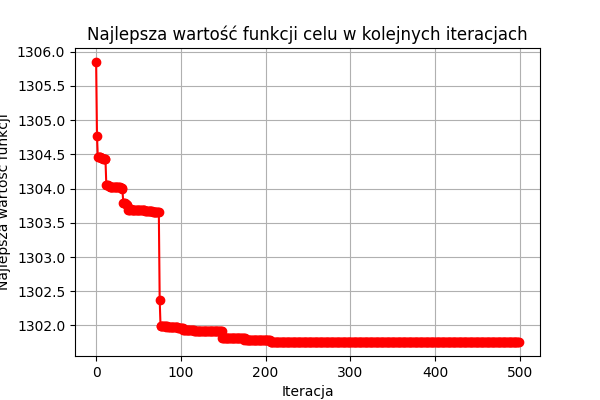 Najlepsza wartość funkcji celu w kolejnych iteracjach
Najlepsza wartość funkcji
1306.0
1305.5
1305.0
1304.5
1304.0
1303.5
1303.0
1302.5
1302.0
0 100 200 300 400 500
Iteracja